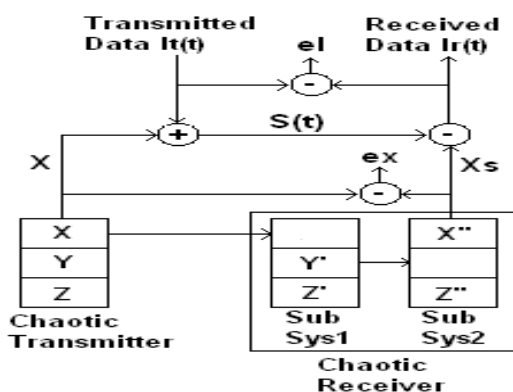 Transmitted
Data It(t)
Received
Data Ir(t)
eI
-
+
S(t)
-
X
ex
Xs
-
X
Y
Z
Y'
Z'
X"
Z"
Chaotic
Transmitter
Sub
Sys1
Sub
Sys2
Chaotic
Receiver